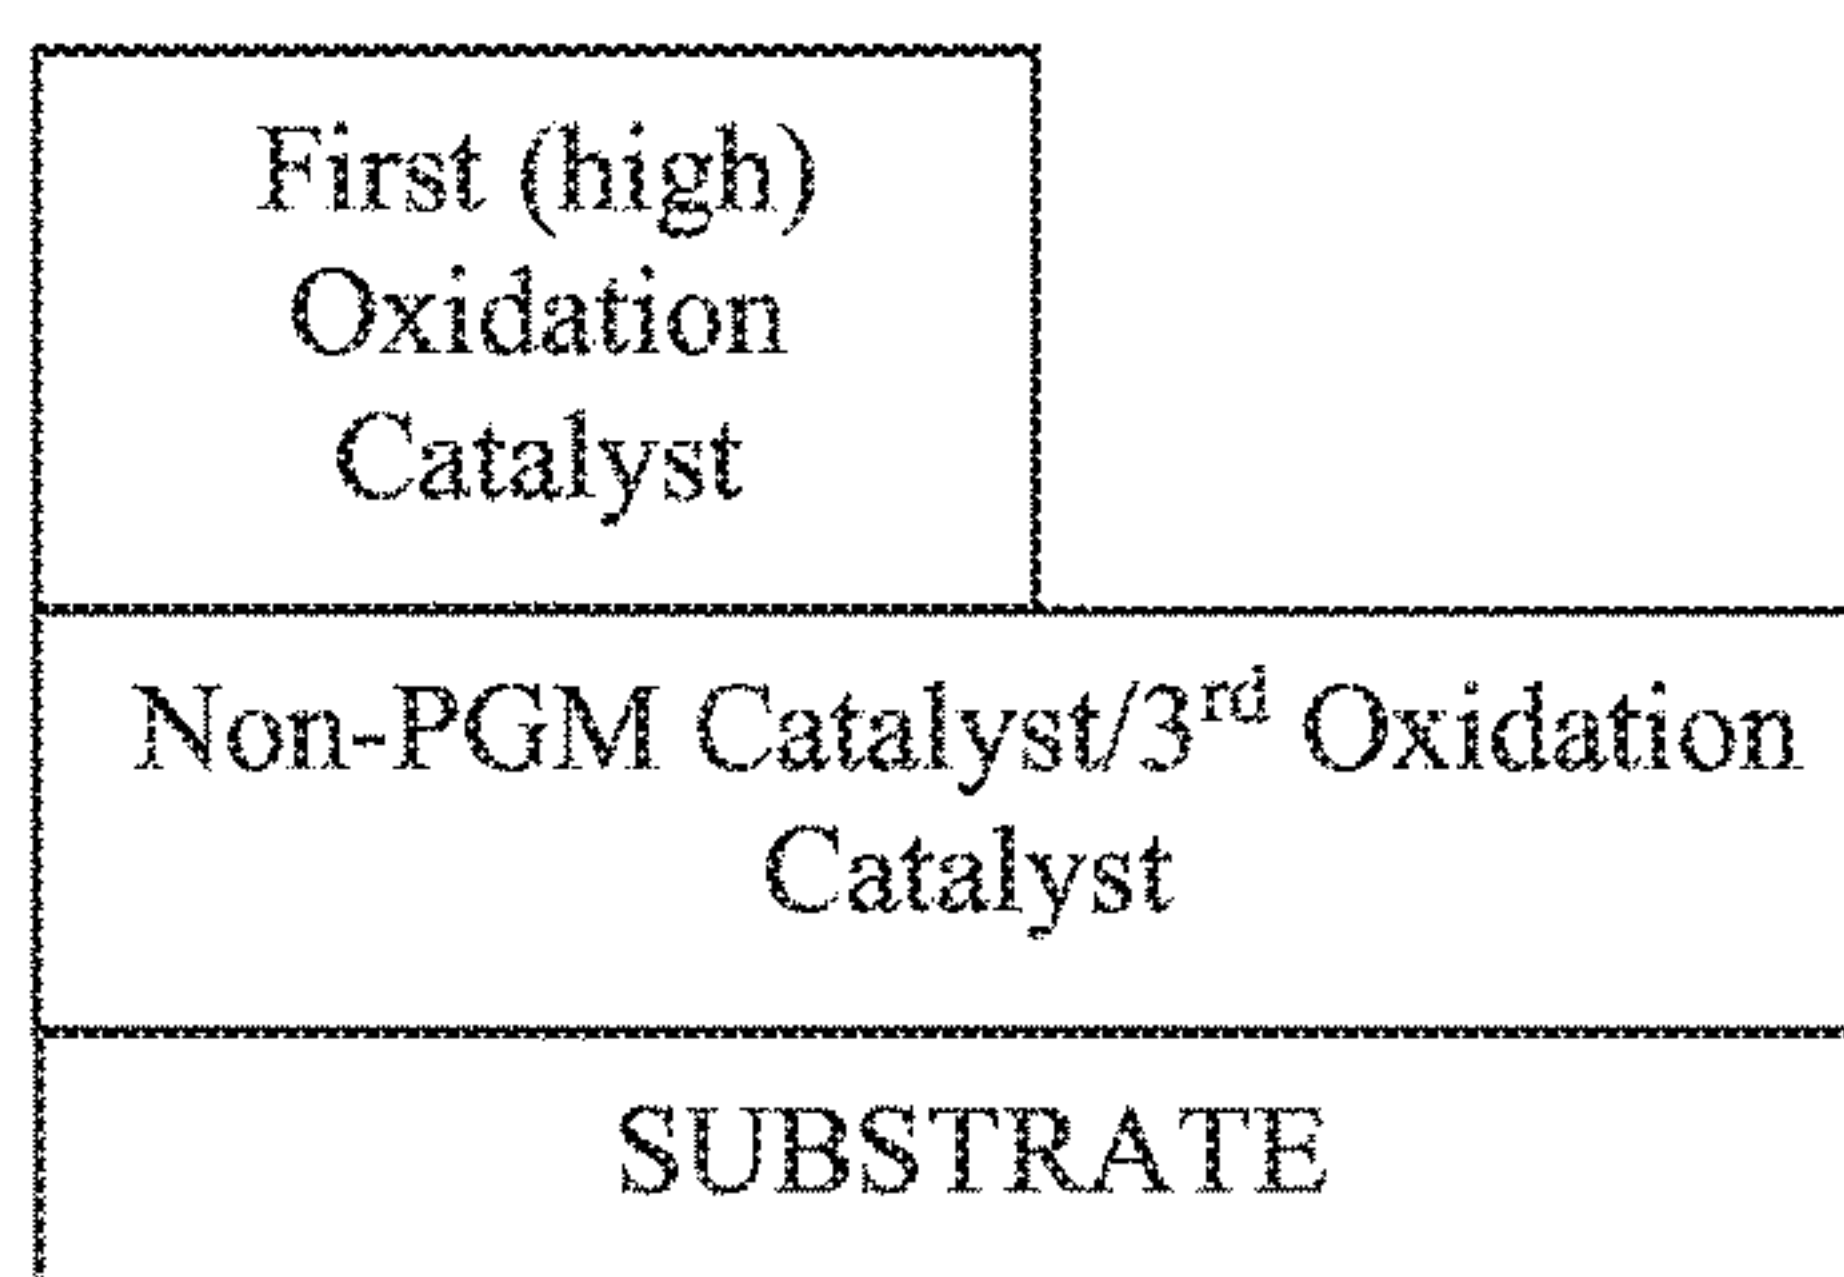 First (high)
Oxidation
Catalyst
Non-PGM Catalyst/3rd Oxidation
Catalyst
SUBSTRATE